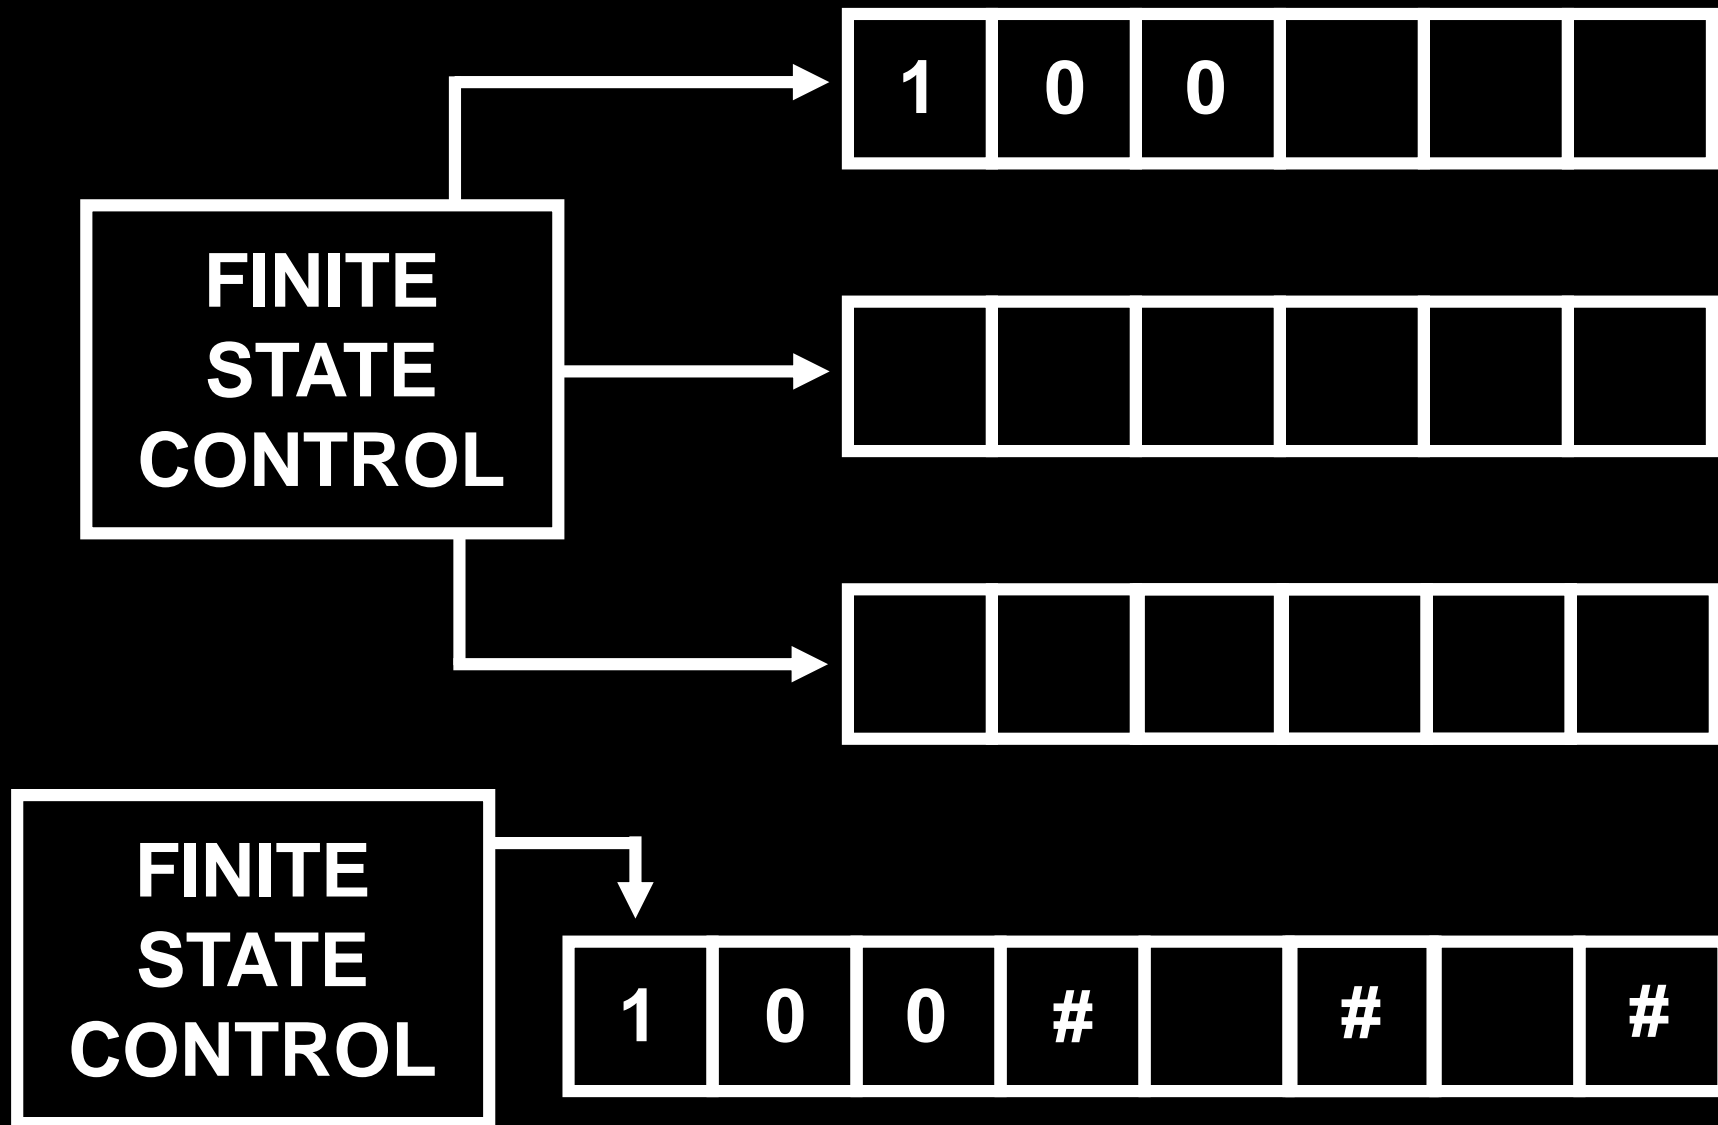 1 0 0
FINITE
STATE
CONTROL
FINITE
STATE
CONTROL
1 0 0 # # #